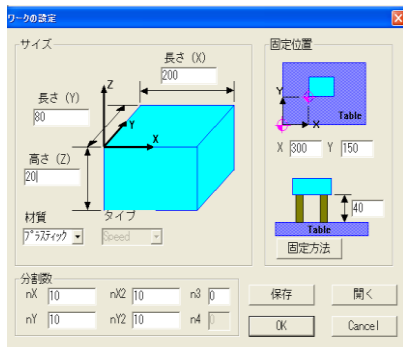 ワークの設定
サイズ
長さ (X)
200
Z
長さ (Y)
80
Y
X
高さ (Z)
20
材質
タイプ
プラスティック
Speed
固定位置
Y
X
Table
X 300 Y 150
40
Table
固定方法
分割数
nX 10 nX2 10 n3 0
nY 10 nY2 10 n4 0
保存 開く
OK Cancel